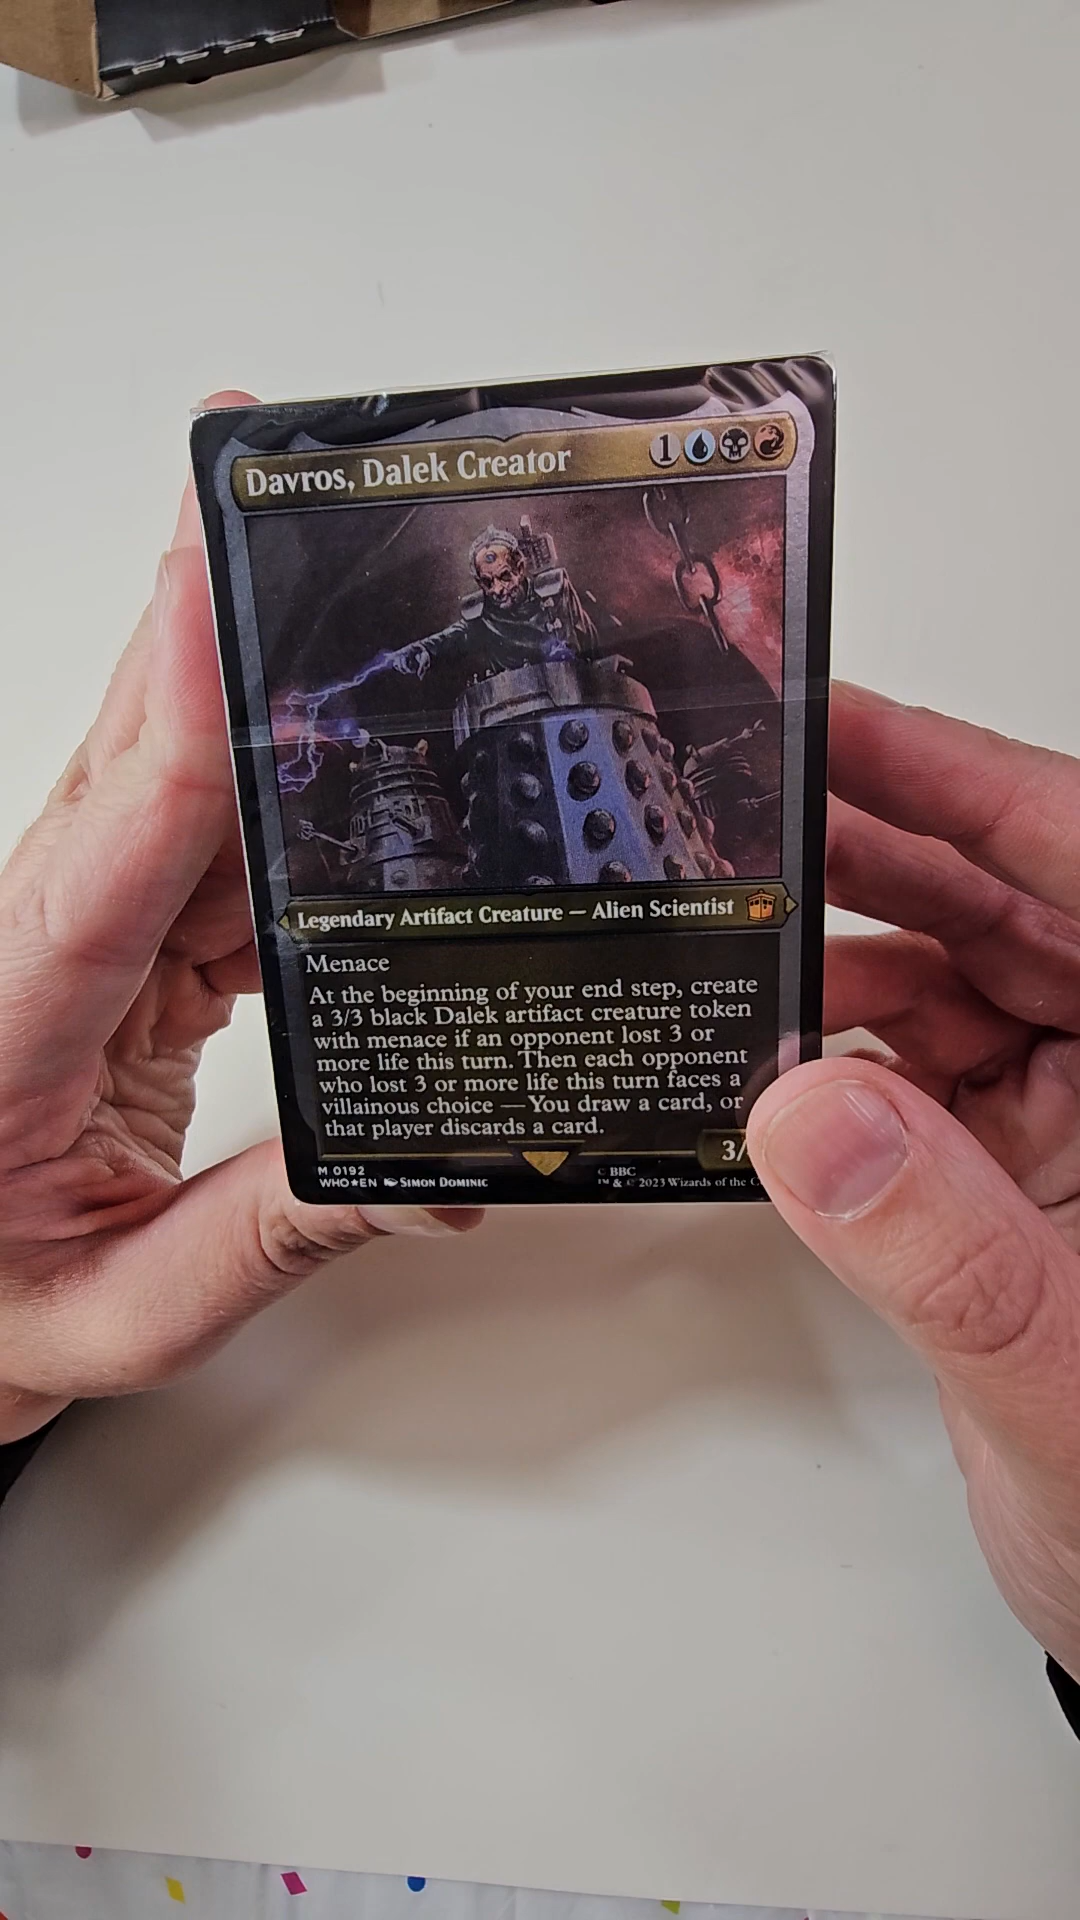 Davros, Dalek Creator 1
Legendary Artifact Creature — Alien Scientist
Menace
At the beginning of your end step, create
a 3/3 black Dalek artifact creature token
with menace if an opponent lost 3 or
more life this turn. Then each opponent
who lost 3 or more life this turn faces a
villainous choice — You draw a card, or
that player discards a card.
3/
M 0192
WHO★EN Simon Dominic
© BBC
™ & © 2023 Wizards of the